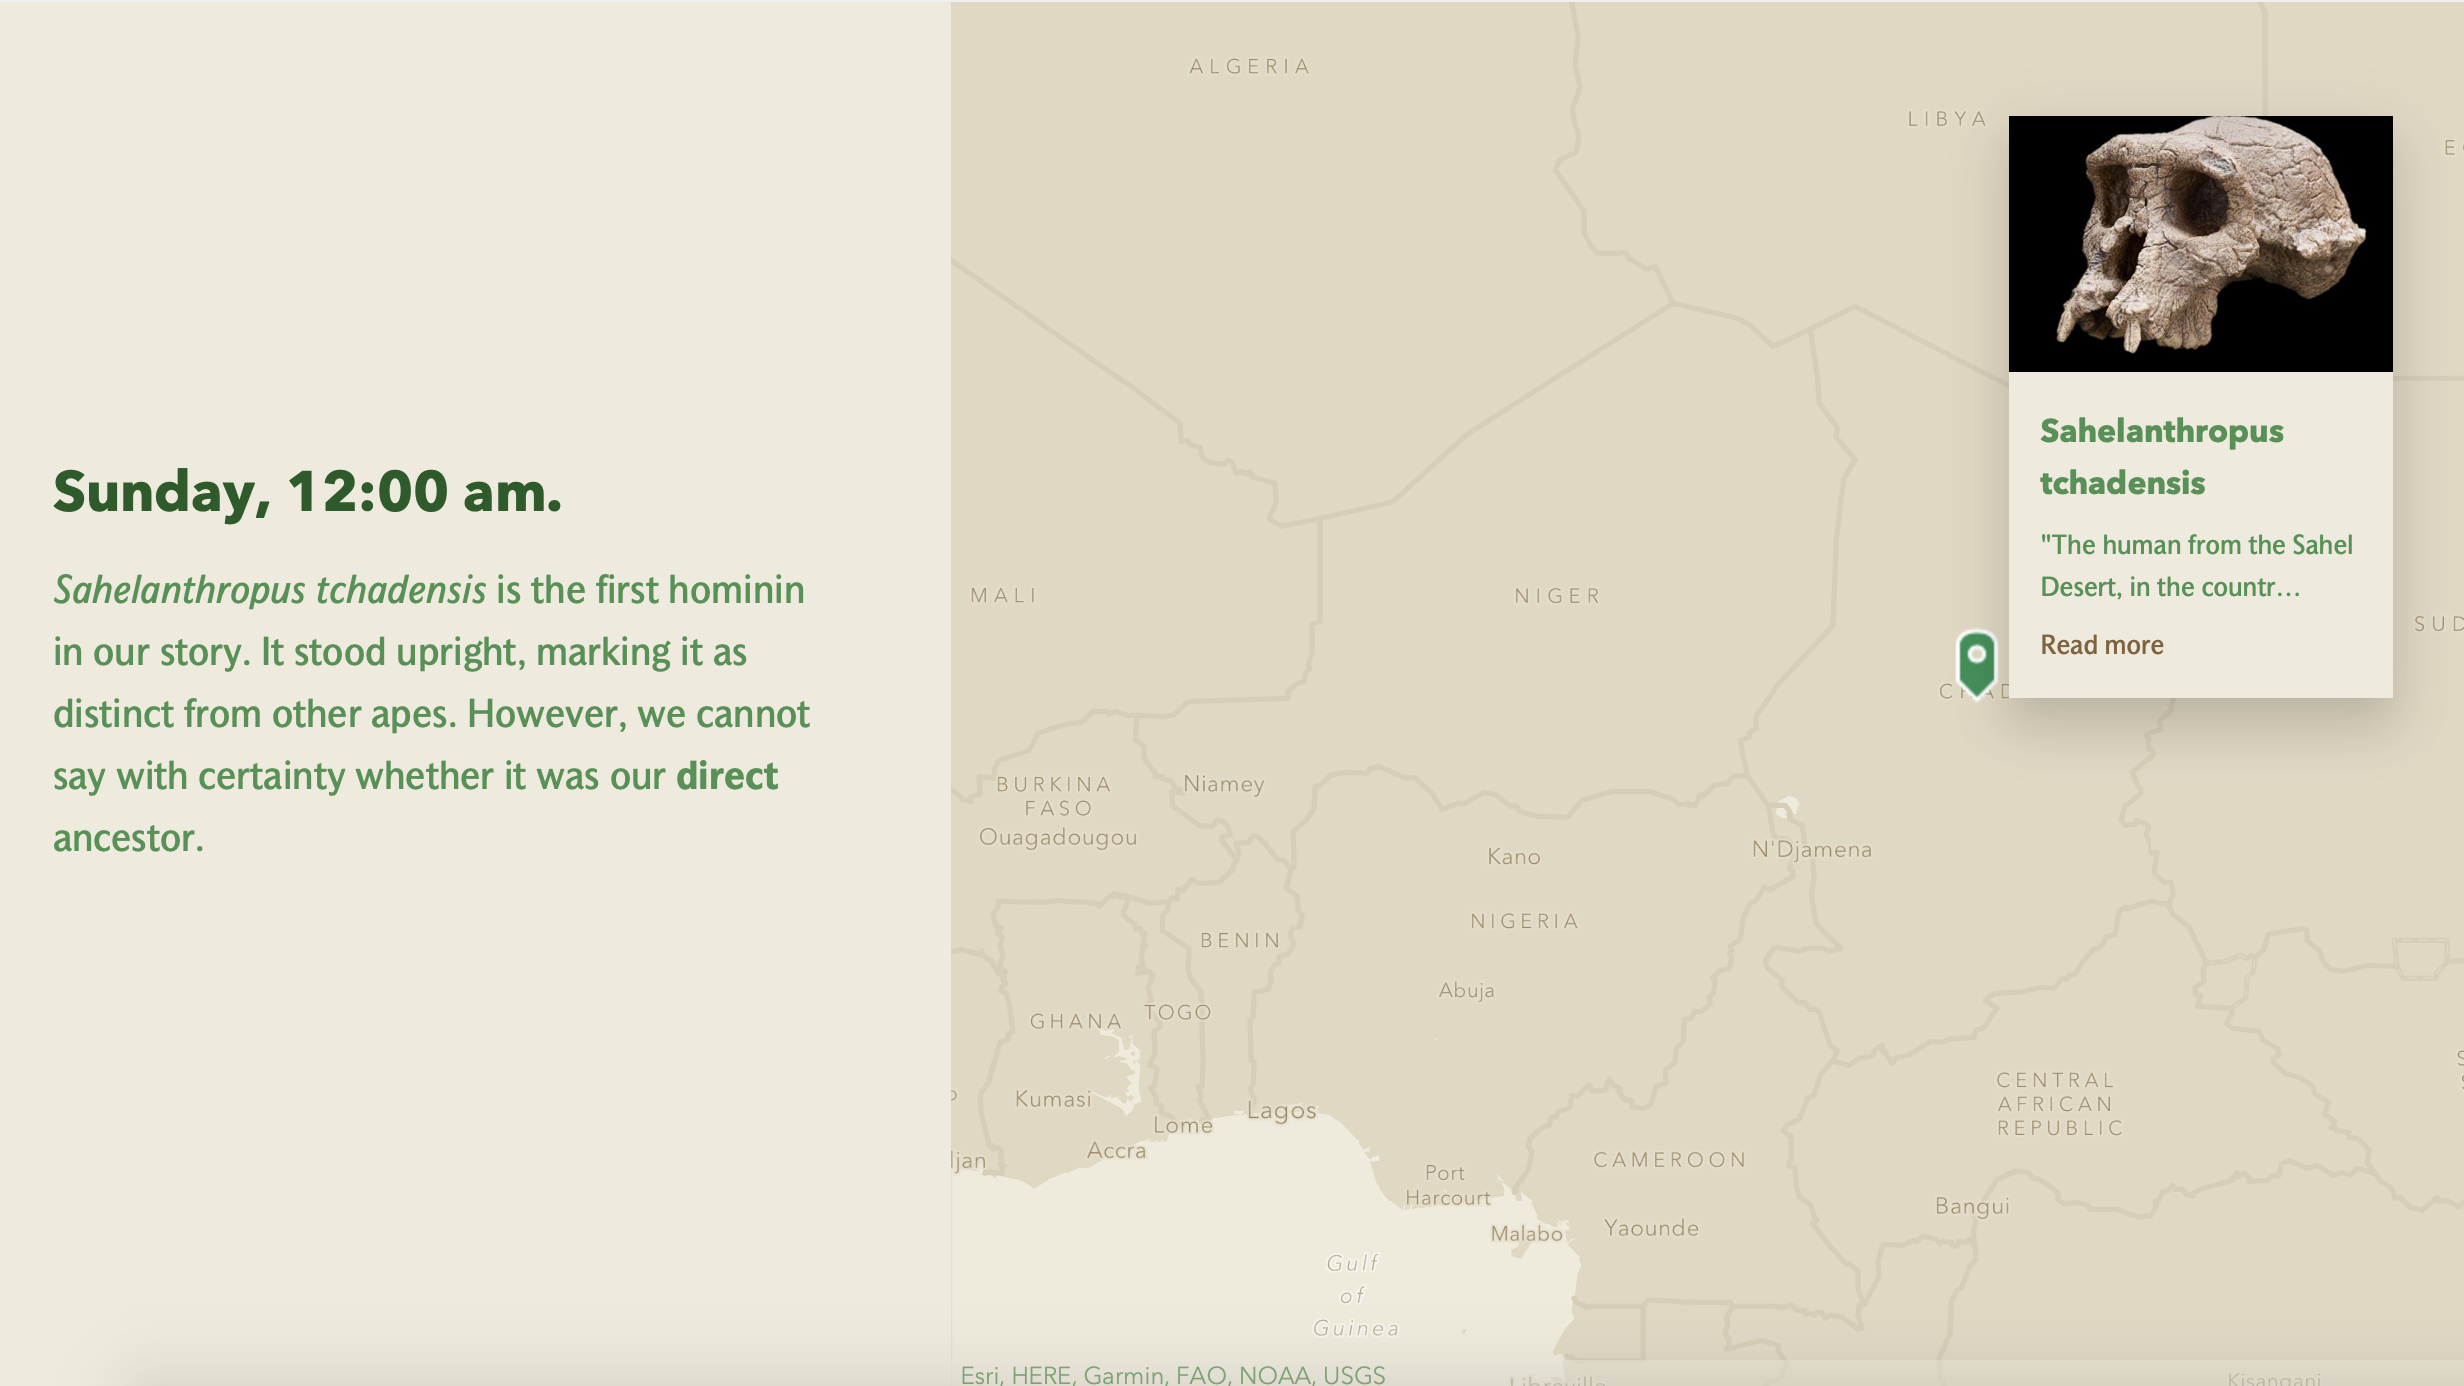 Sunday, 12:00 am.
Sahelanthropus tchadensis is the first hominin
in our story. It stood upright, marking it as
distinct from other apes. However, we cannot
say with certainty whether it was our direct
ancestor.
ALGERIA
LIBYA
Sahelanthropus
tchadensis
"The human from the Sahel
Desert, in the countr…
Read more
MALI
NIGER
BURKINA
FASO
Ouagadougou
Niamey
Kano
N'Djamena
NIGERIA
BENIN
Abuja
GHANA
TOGO
Kumasi
Lome
Lagos
Accra
CENTRAL
AFRICAN
REPUBLIC
CAMEROON
Port
Harcourt
Bangui
Malabo
Yaounde
Gulf
of
Guinea
Esri, HERE, Garmin, FAO, NOAA, USGS
Kisangani